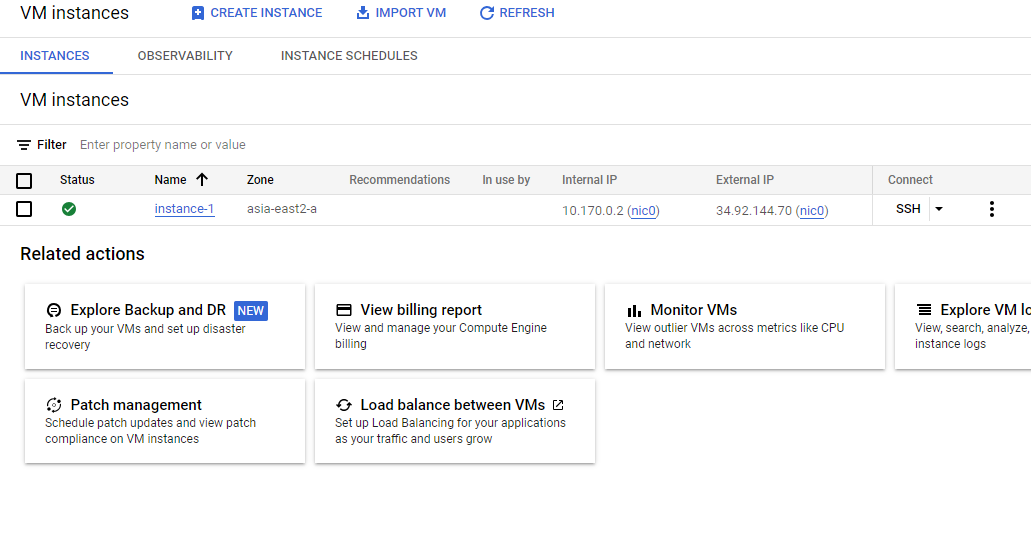 VM instances CREATE INSTANCE IMPORT VM REFRESH
INSTANCES OBSERVABILITY INSTANCE SCHEDULES
VM instances
Filter Enter property name or value
Status Name Zone Recommendations In use by Internal IP External IP Connect
instance-1 asia-east2-a 10.170.0.2 (nic0) 34.92.144.70 (nic0) SSH
Related actions
Explore Backup and DR NEW
Back up your VMs and set up disaster
recovery
View billing report
View and manage your Compute Engine
billing
Monitor VMs
View outlier VMs across metrics like CPU
and network
Explore VM lo
View, search, analyze,
instance logs
Patch management
Schedule patch updates and view patch
compliance on VM instances
Load balance between VMs
Set up Load Balancing for your applications
as your traffic and users grow